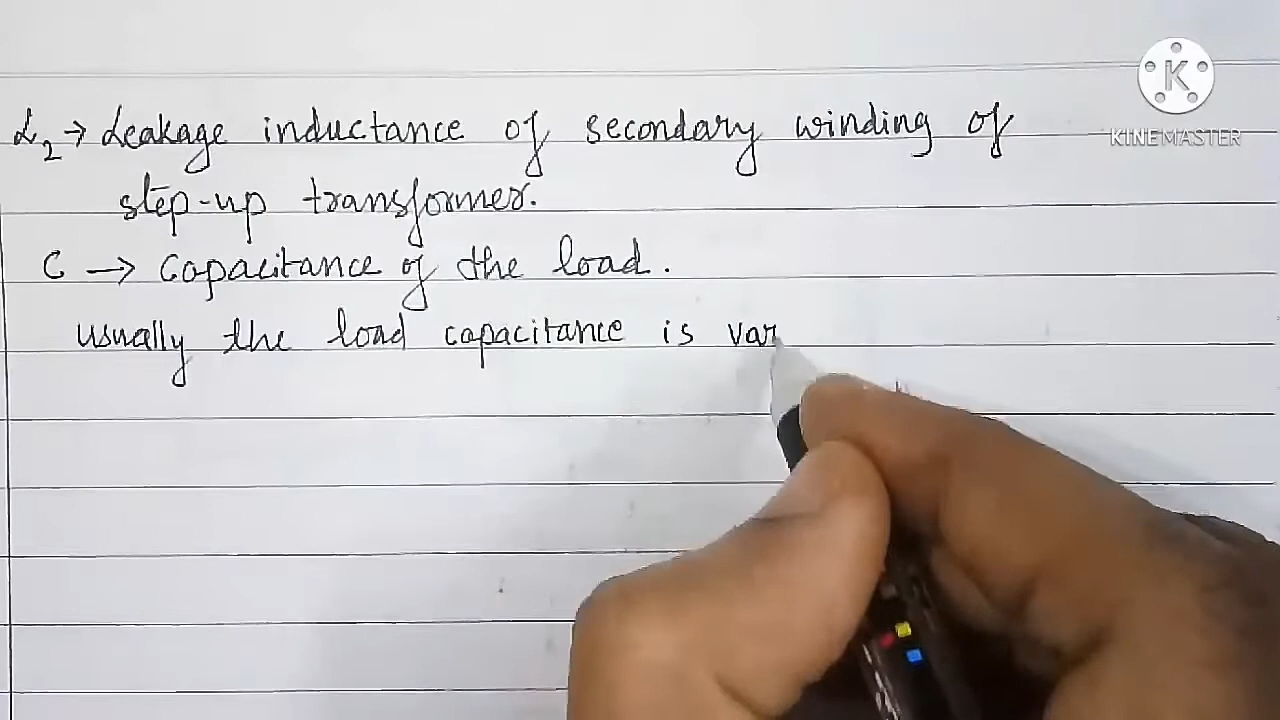 L2 → Leakage inductance of secondary winding of
step-up transformer.
C → Capacitance of the load.
usually the load capacitance is var
K
KINEMASTER